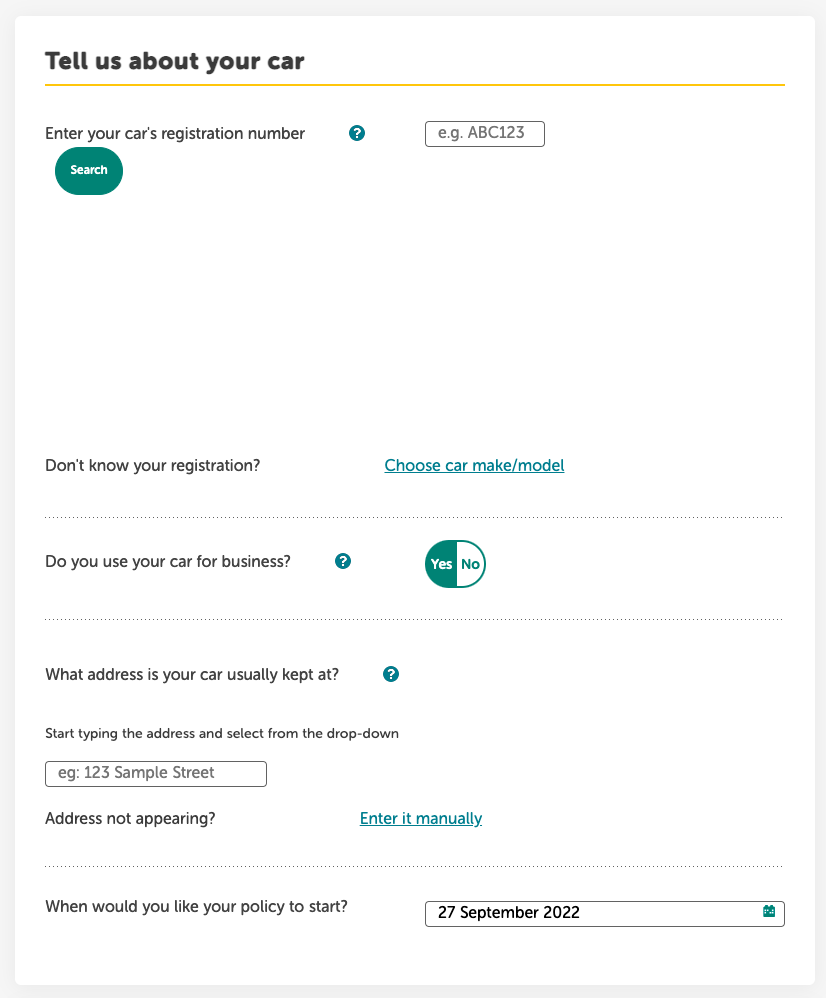 Tell us about your car
Enter your car's registration number ? e.g. ABC123
Search
Don't know your registration? Choose car make/model
Do you use your car for business? ? Yes No
What address is your car usually kept at? ?
Start typing the address and select from the drop-down
eg: 123 Sample Street
Address not appearing? Enter it manually
When would you like your policy to start? 27 September 2022